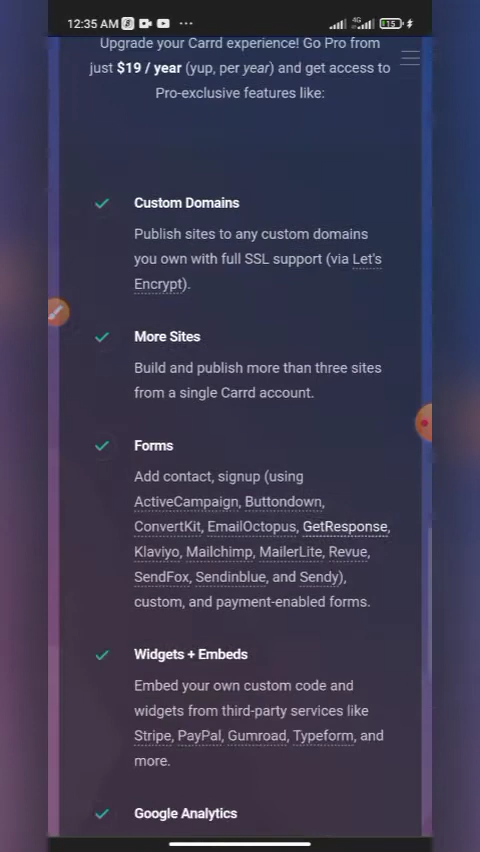 12:35 AM
4G
15
Upgrade your Carrd experience! Go Pro from
just $19 / year (yup, per year) and get access to
Pro-exclusive features like:
Custom Domains
Publish sites to any custom domains
you own with full SSL support (via Let's
Encrypt).
More Sites
Build and publish more than three sites
from a single Carrd account.
Forms
Add contact, signup (using
ActiveCampaign, Buttondown,
ConvertKit, EmailOctopus, GetResponse,
Klaviyo, Mailchimp, MailerLite, Revue,
SendFox, Sendinblue, and Sendy),
custom, and payment-enabled forms.
Widgets + Embeds
Embed your own custom code and
widgets from third-party services like
Stripe, PayPal, Gumroad, Typeform, and
more.
Google Analytics